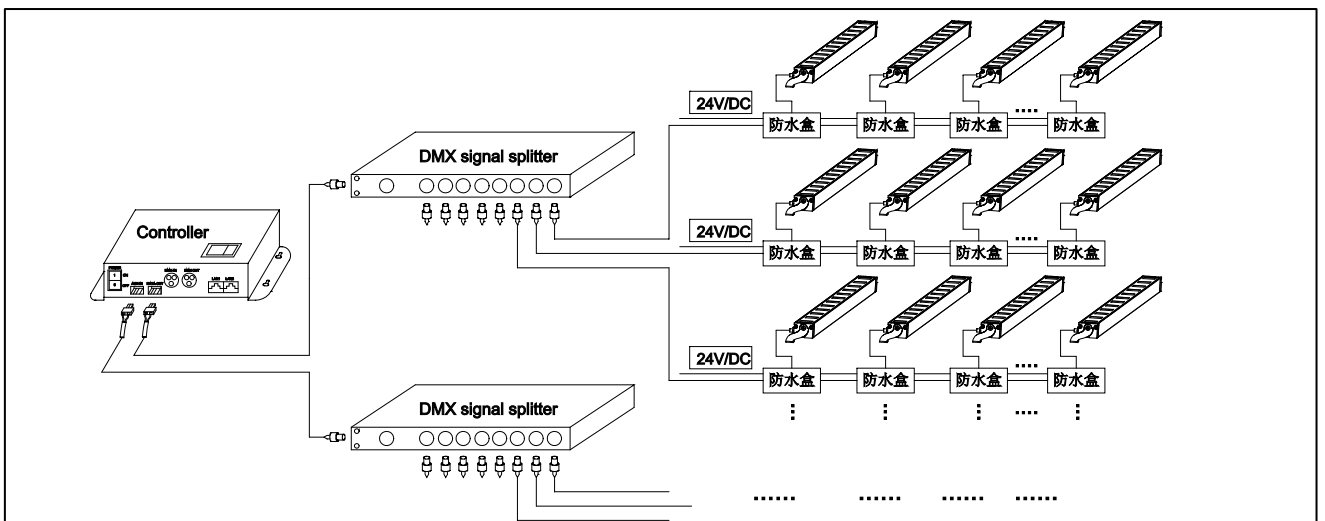 24V/DC
防水盒 防水盒 防水盒 .... 防水盒
DMX signal splitter
24V/DC
防水盒 防水盒 防水盒 .... 防水盒
Controller
ON
OFF
24V/DC
防水盒 防水盒 防水盒 .... 防水盒
DMX signal splitter